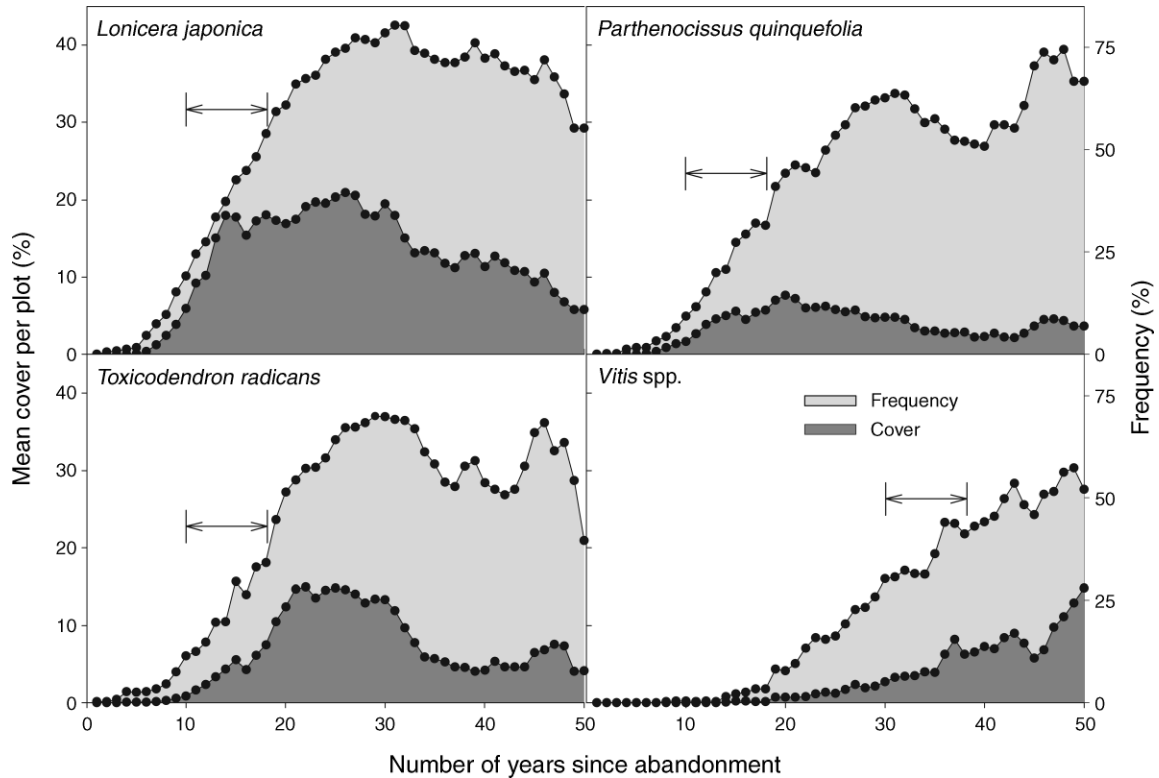 Lonicera japonica
Parthenocissus quinquefolia
40
30
20
10
0
75
50
25
0
Mean cover per plot (%)
Frequency (%)
Toxicodendron radicans
Vitis spp.
Frequency
Cover
40
30
20
10
0
75
50
25
0
0 10 20 30 40 50 10 20 30 40 50
Number of years since abandonment